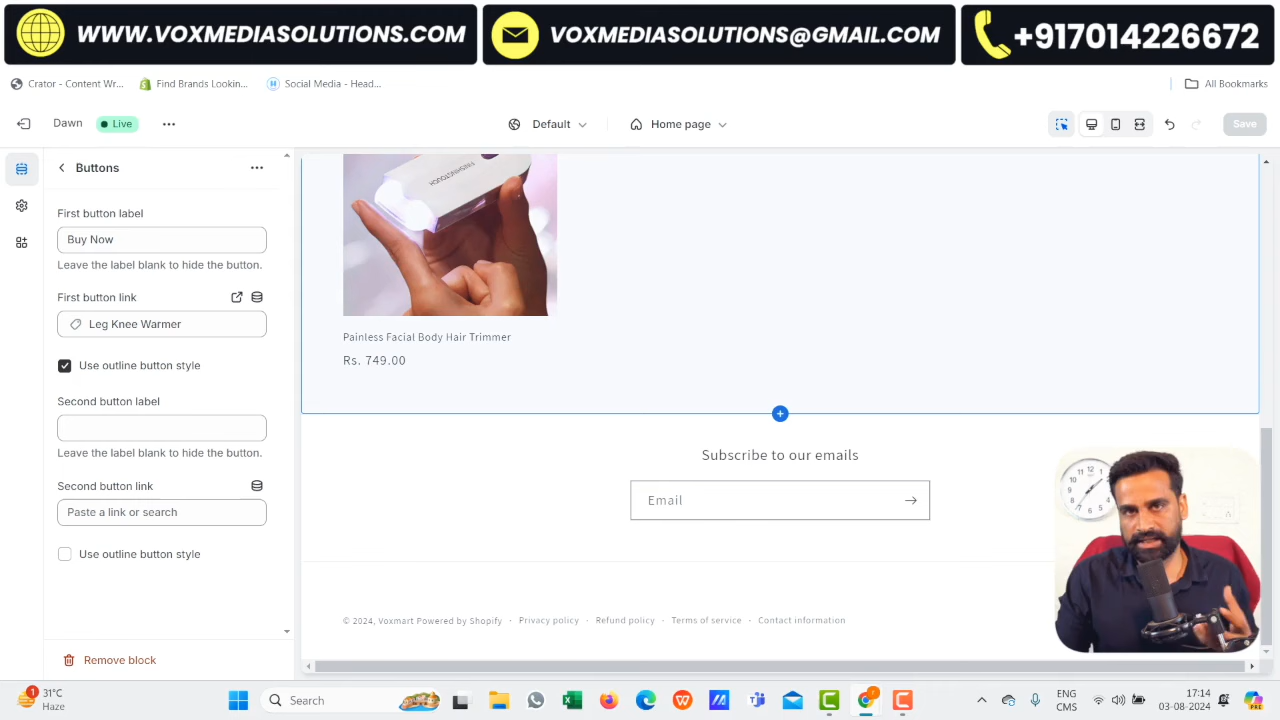 WWW.VOXMEDIASOLUTIONS.COM
VOXMEDIASOLUTIONS@GMAIL.COM
+917014226672
Crator - Content Wr...
Find Brands Lookin...
Social Media - Head...
All Bookmarks
Dawn
Live
Default
Home page
Save
Buttons
First button label
Buy Now
Leave the label blank to hide the button.
First button link
Leg Knee Warmer
Use outline button style
Second button label
Leave the label blank to hide the button.
Second button link
Paste a link or search
Use outline button style
Remove block
Painless Facial Body Hair Trimmer
Rs. 749.00
Subscribe to our emails
Email
© 2024, Voxmart Powered by Shopify · Privacy policy · Refund policy · Terms of service · Contact information
1
31°C
Haze
Search
ENG
CMS
17:14
03-08-2024
PRE